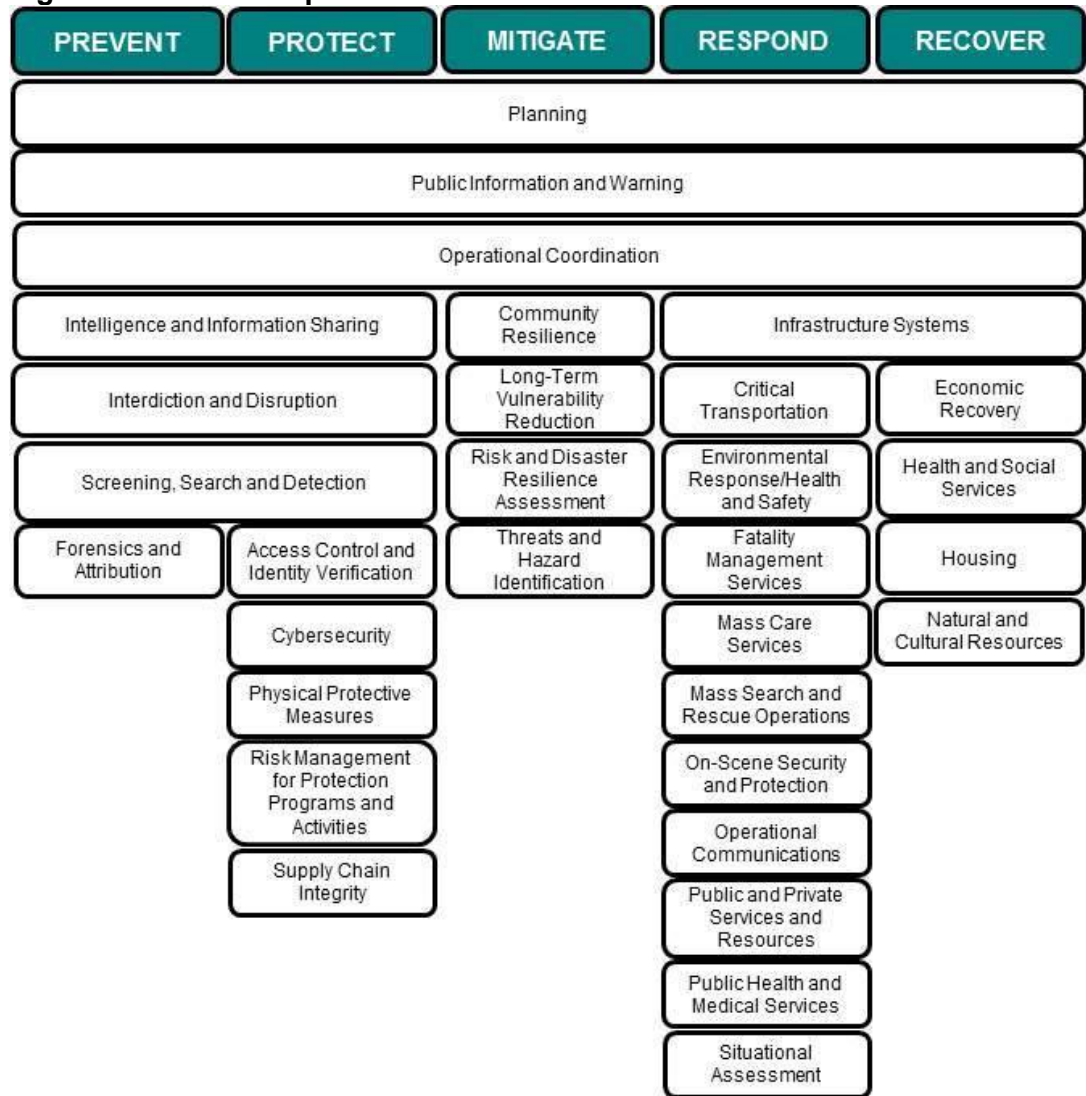 PREVENT
PROTECT
MITIGATE
RESPOND
RECOVER
Planning
Public Information and Warning
Operational Coordination
Intelligence and Information Sharing
Community
Resilience
Infrastructure Systems
Interdiction and Disruption
Long-Term
Vulnerability
Reduction
Critical
Transportation
Economic
Recovery
Screening, Search and Detection
Risk and Disaster
Resilience
Assessment
Environmental
Response/Health
and Safety
Health and Social
Services
Forensics and
Attribution
Access Control and
Identity Verification
Threats and
Hazard
Identification
Fatality
Management
Services
Housing
Cybersecurity
Mass Care
Services
Natural and
Cultural Resources
Physical Protective
Measures
Mass Search and
Rescue Operations
Risk Management
for Protection
Programs and
Activities
On-Scene Security
and Protection
Operational
Communications
Supply Chain
Integrity
Public and Private
Services and
Resources
Public Health and
Medical Services
Situational
Assessment